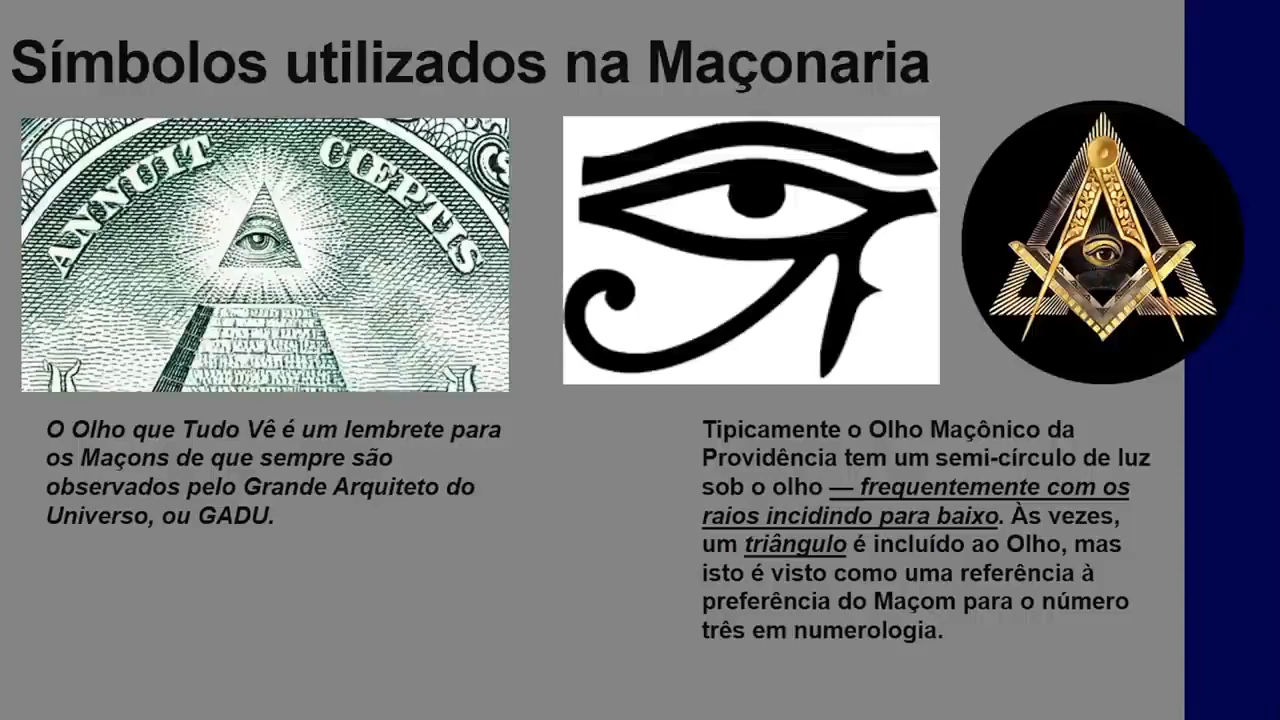 Símbolos utilizados na Maçonaria
ANNUIT CŒPTIS
O Olho que Tudo Vê é um lembrete para
os Maçons de que sempre são
observados pelo Grande Arquiteto do
Universo, ou GADU.
Tipicamente o Olho Maçônico da
Providência tem um semi-círculo de luz
sob o olho — frequentemente com os
raios incidindo para baixo. Às vezes,
um triângulo é incluído ao Olho, mas
isto é visto como uma referência à
preferência do Maçom para o número
três em numerologia.